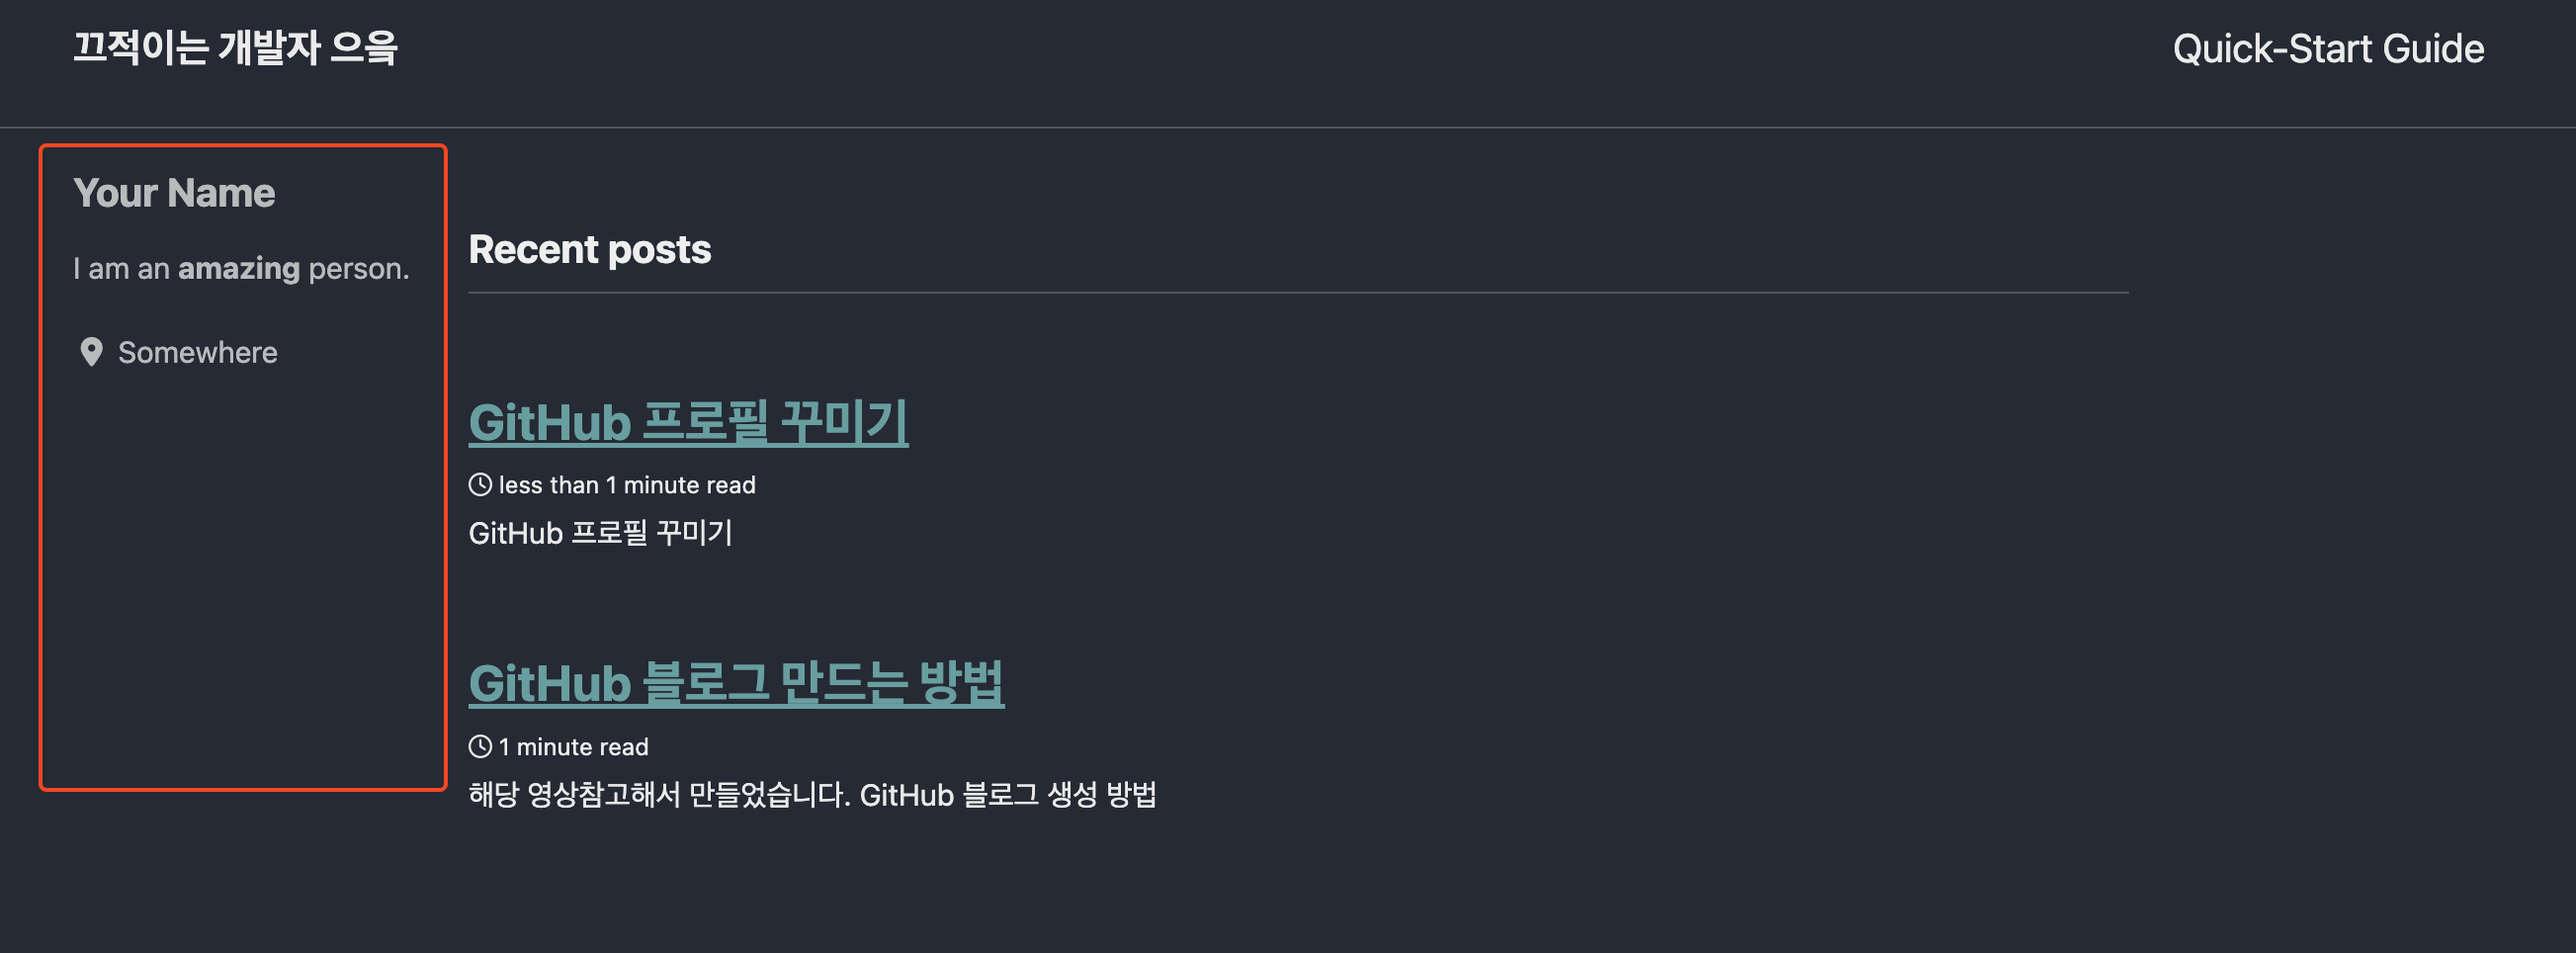 끄적이는 개발자 으읔
Quick-Start Guide
Your Name
I am an amazing person.
Somewhere
Recent posts
GitHub 프로필 꾸미기
less than 1 minute read
GitHub 프로필 꾸미기
GitHub 블로그 만드는 방법
1 minute read
해당 영상참고해서 만들었습니다. GitHub 블로그 생성 방법